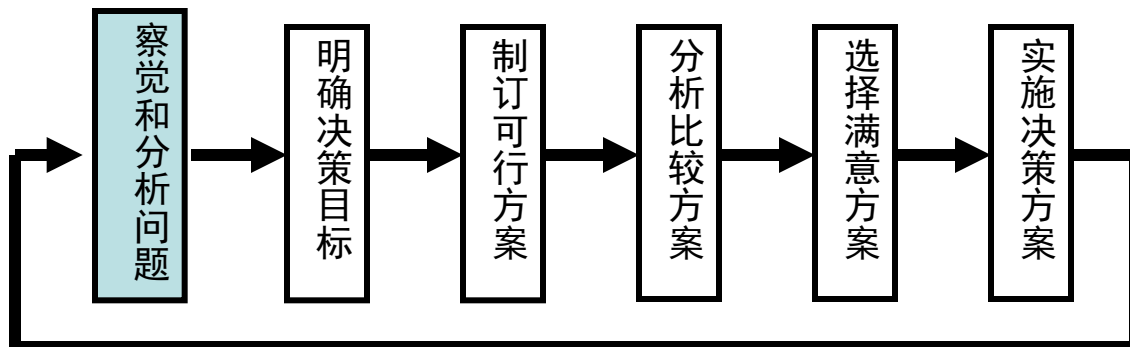 察觉和分析问题
明确决策目标
制订可行方案
分析比较方案
选择满意方案
实施决策方案